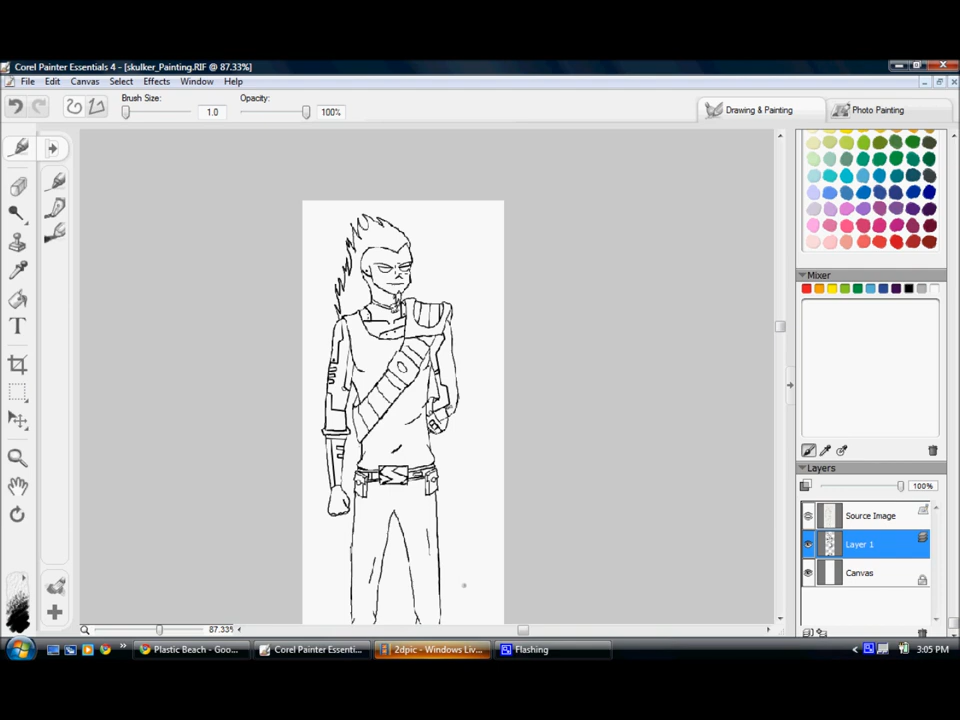 Corel Painter Essentials 4 - [skulker_Painting.RIF @ 87.33%]
File Edit Canvas Select Effects Window Help
Brush Size: 1.0 Opacity: 100%
Drawing & Painting Photo Painting
Mixer
Layers
100%
Source Image
Layer 1
Canvas
87.33%
Plastic Beach - Goo... Corel Painter Essenti... 2dpic - Windows Liv... Flashing 3:05 PM